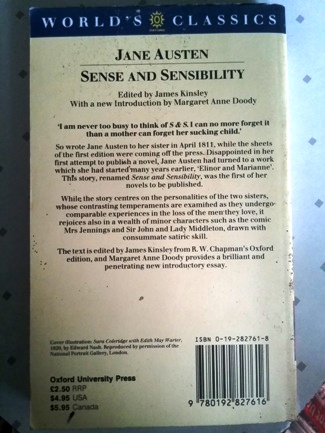 WORLD'S CLASSICS
JANE AUSTEN
SENSE AND SENSIBILITY
Edited by James Kinsley
With a new Introduction by Margaret Anne Doody
'I am never too busy to think of S & S. I can no more forget it
than a mother can forget her sucking child.'
So wrote Jane Austen to her sister in April 1811, while the sheets
of the first edition were coming off the press. Disappointed in her
first attempt to publish a novel, Jane Austen had turned to a work
which she had started many years earlier, 'Elinor and Marianne'.
This story, renamed Sense and Sensibility, was the first of her
novels to be published.
While the story centres on the personalities of the two sisters,
whose contrasting temperaments are examined as they undergo
comparable experiences in the loss of the men they love, it
rejoices also in a wealth of minor characters such as the comic
Mrs Jennings and Sir John and Lady Middleton, drawn with
consummate satiric skill.
The text is edited by James Kinsley from R. W. Chapman's Oxford
edition, and Margaret Anne Doody provides a brilliant and
penetrating new introductory essay.
Cover illustration: Sara Coleridge with Edith May Warter,
1820, by Edward Nash. Reproduced by permission of the
National Portrait Gallery, London.
Oxford University Press
£2.50 RRP
$4.95 USA
$5.95 Canada
ISBN 0-19-282761-8
9 780192 827616